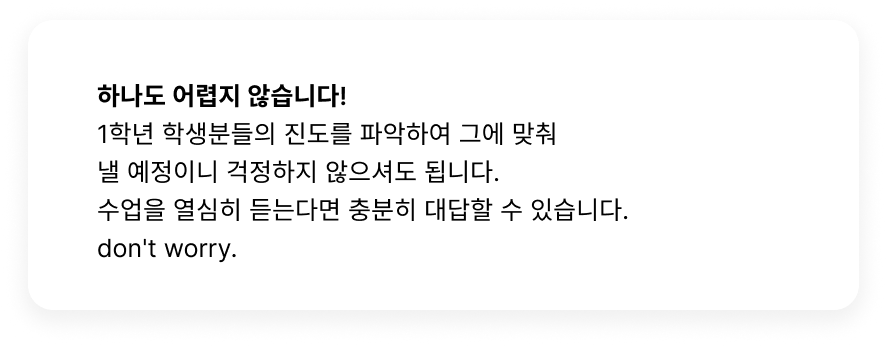 하나도 어렵지 않습니다!
1학년 학생분들의 진도를 파악하여 그에 맞춰
낼 예정이니 걱정하지 않으셔도 됩니다.
수업을 열심히 듣는다면 충분히 대답할 수 있습니다.
don't worry.